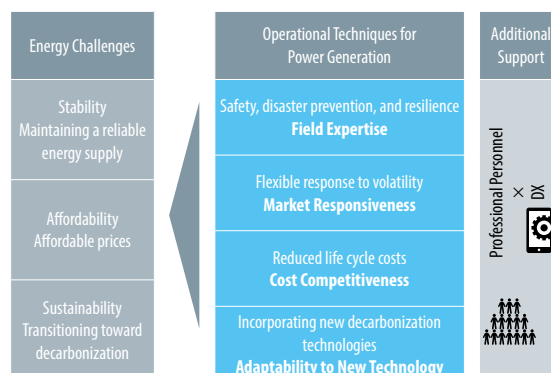 Energy Challenges
Stability
Maintaining a reliable
energy supply
Affordability
Affordable prices
Sustainability
Transitioning toward
decarbonization
Operational Techniques for
Power Generation
Safety, disaster prevention, and resilience
Field Expertise
Flexible response to volatility
Market Responsiveness
Reduced life cycle costs
Cost Competitiveness
Incorporating new decarbonization
technologies
Adaptability to New Technology
Additional
Support
Professional Personnel
×
DX